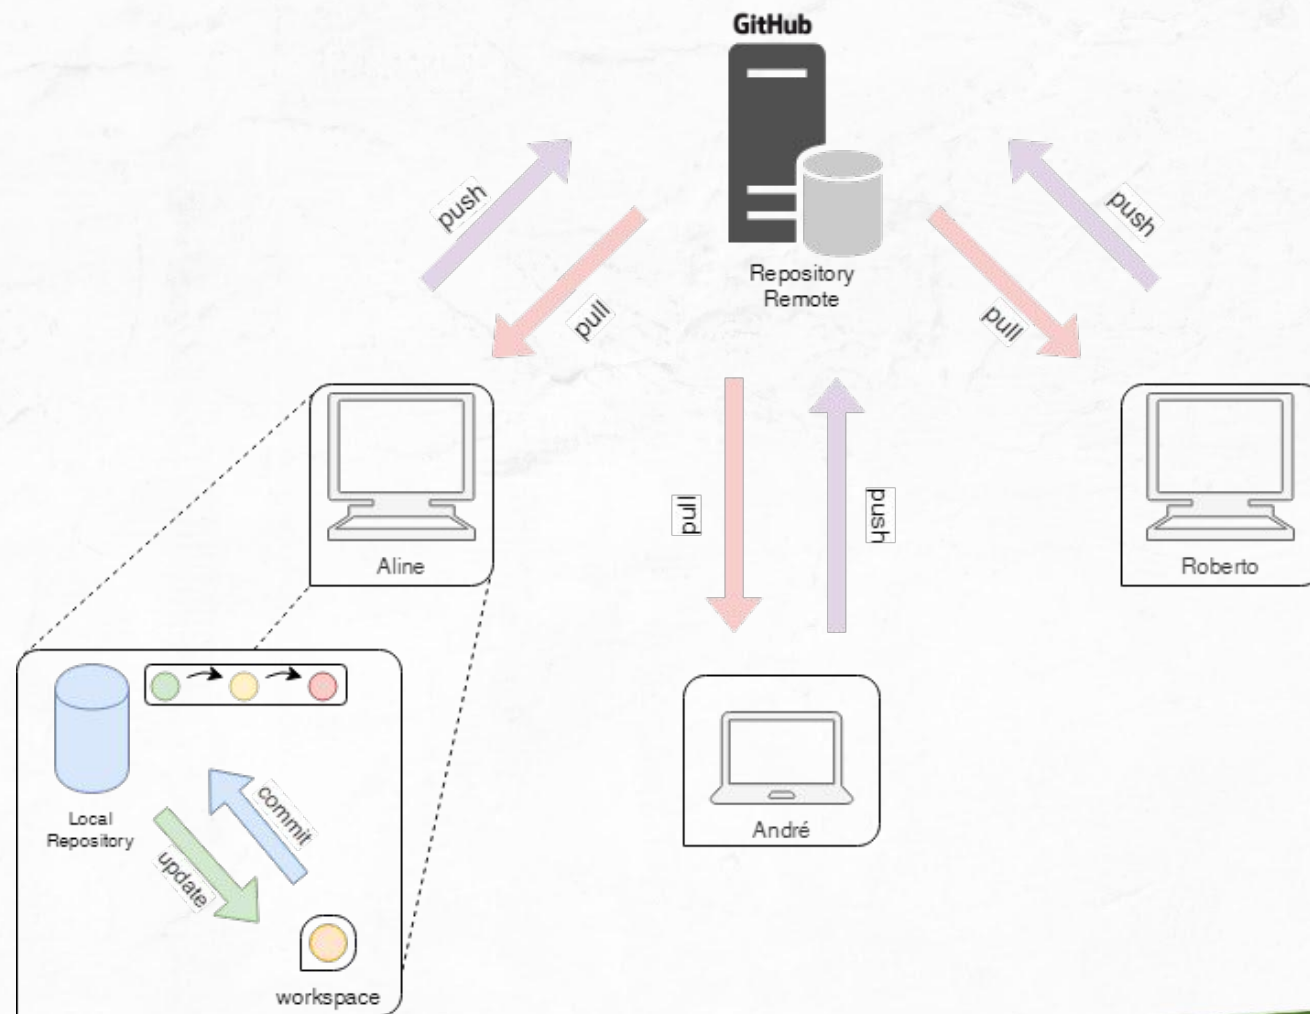 GitHub
Repository
Remote
push
pull
push
pull
pull
push
Aline
Roberto
André
Local
Repository
commit
update
workspace